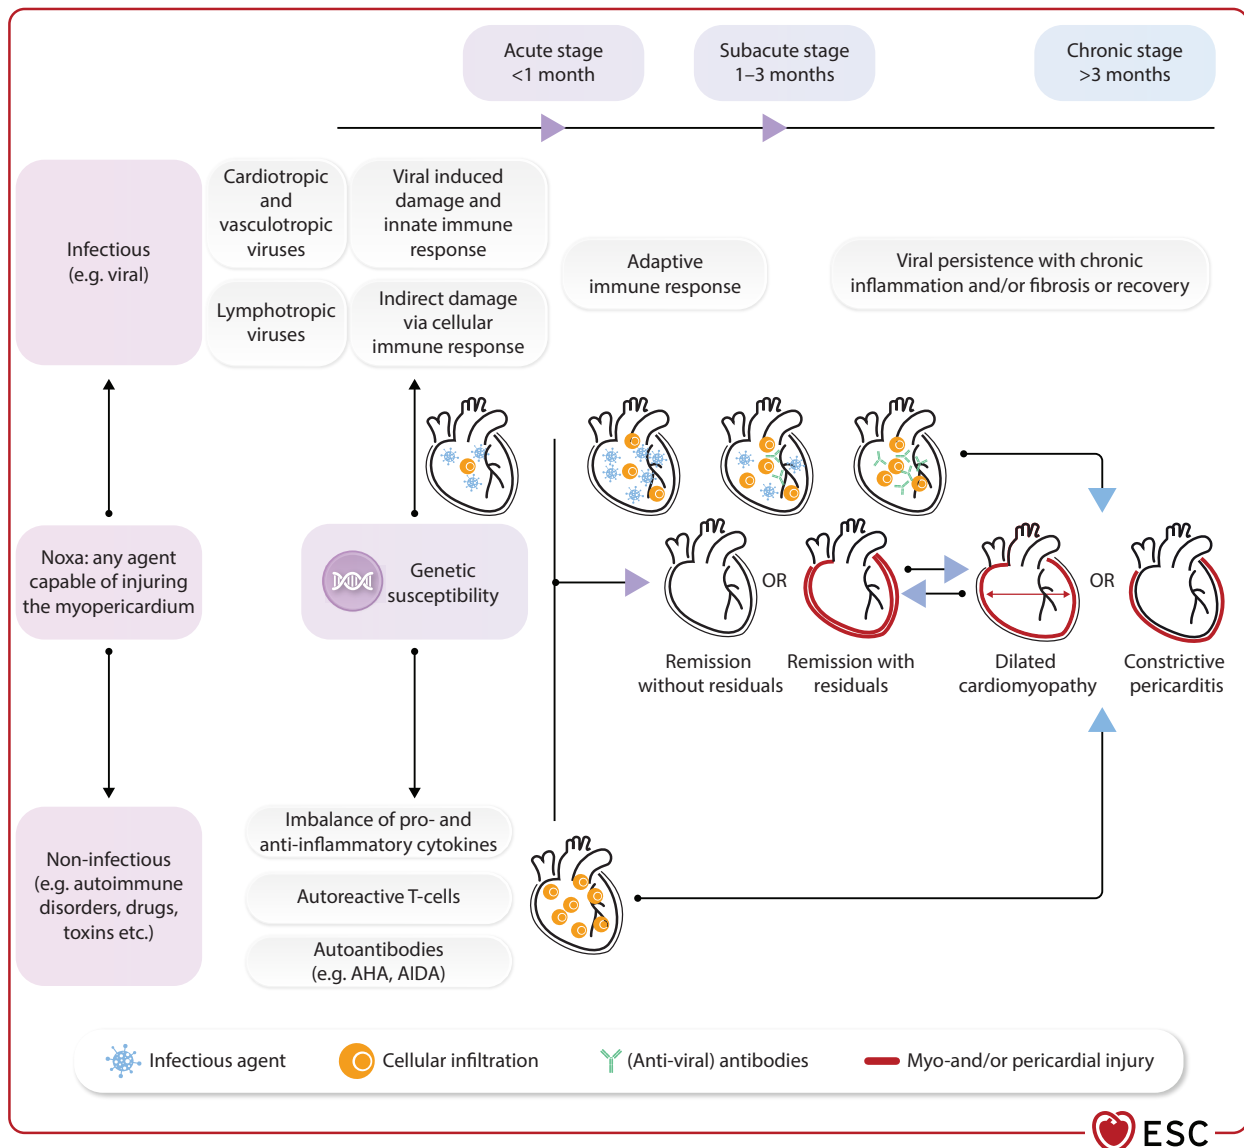 Acute stage
<1 month
Subacute stage
1–3 months
Chronic stage
>3 months
Infectious
(e.g. viral)
Cardiotropic
and
vasculotropic
viruses
Viral induced
damage and
innate immune
response
Lymphotropic
viruses
Indirect damage
via cellular
immune response
Adaptive
immune response
Viral persistence with chronic
inflammation and/or fibrosis or recovery
Noxa: any agent
capable of injuring
the myopericardium
Genetic
susceptibility
OR
OR
Remission
without residuals
Remission with
residuals
Dilated
cardiomyopathy
Constrictive
pericarditis
Non-infectious
(e.g. autoimmune
disorders, drugs,
toxins etc.)
Imbalance of pro- and
anti-inflammatory cytokines
Autoreactive T-cells
Autoantibodies
(e.g. AHA, AIDA)
Infectious agent
Cellular infiltration
(Anti-viral) antibodies
Myo-and/or pericardial injury
ESC